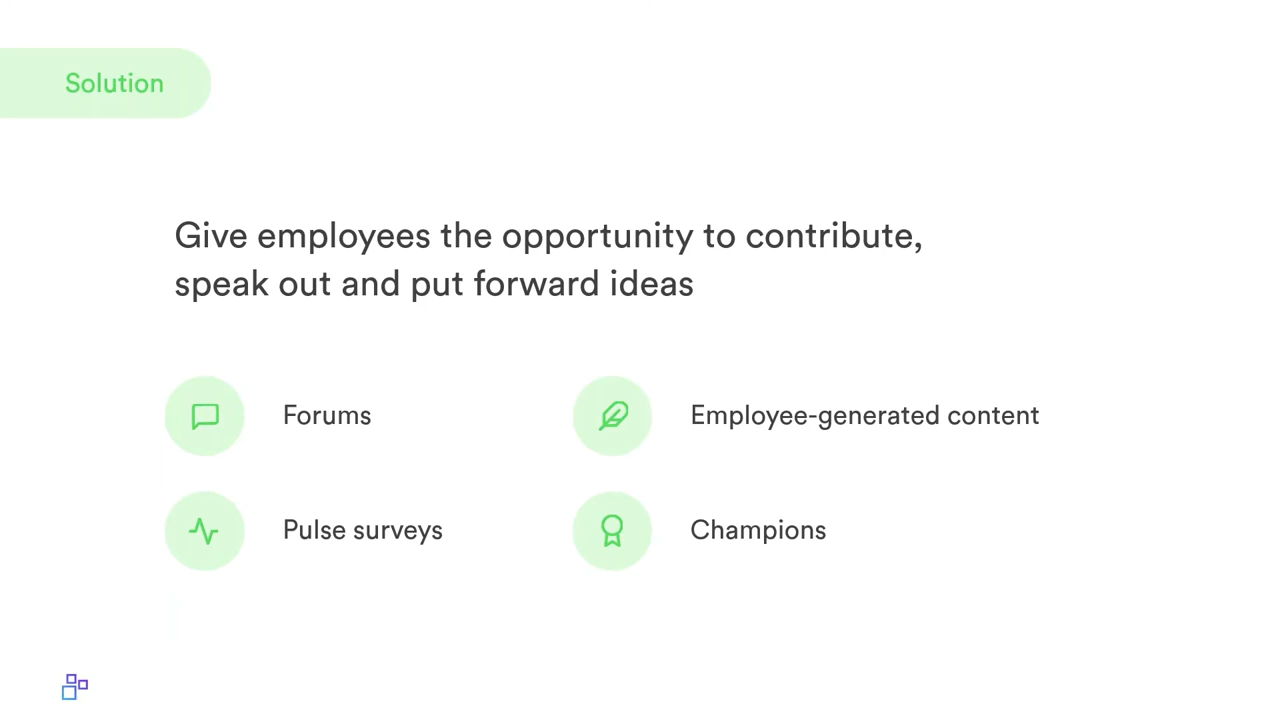 Solution
Give employees the opportunity to contribute,
speak out and put forward ideas
Forums
Employee-generated content
Pulse surveys
Champions